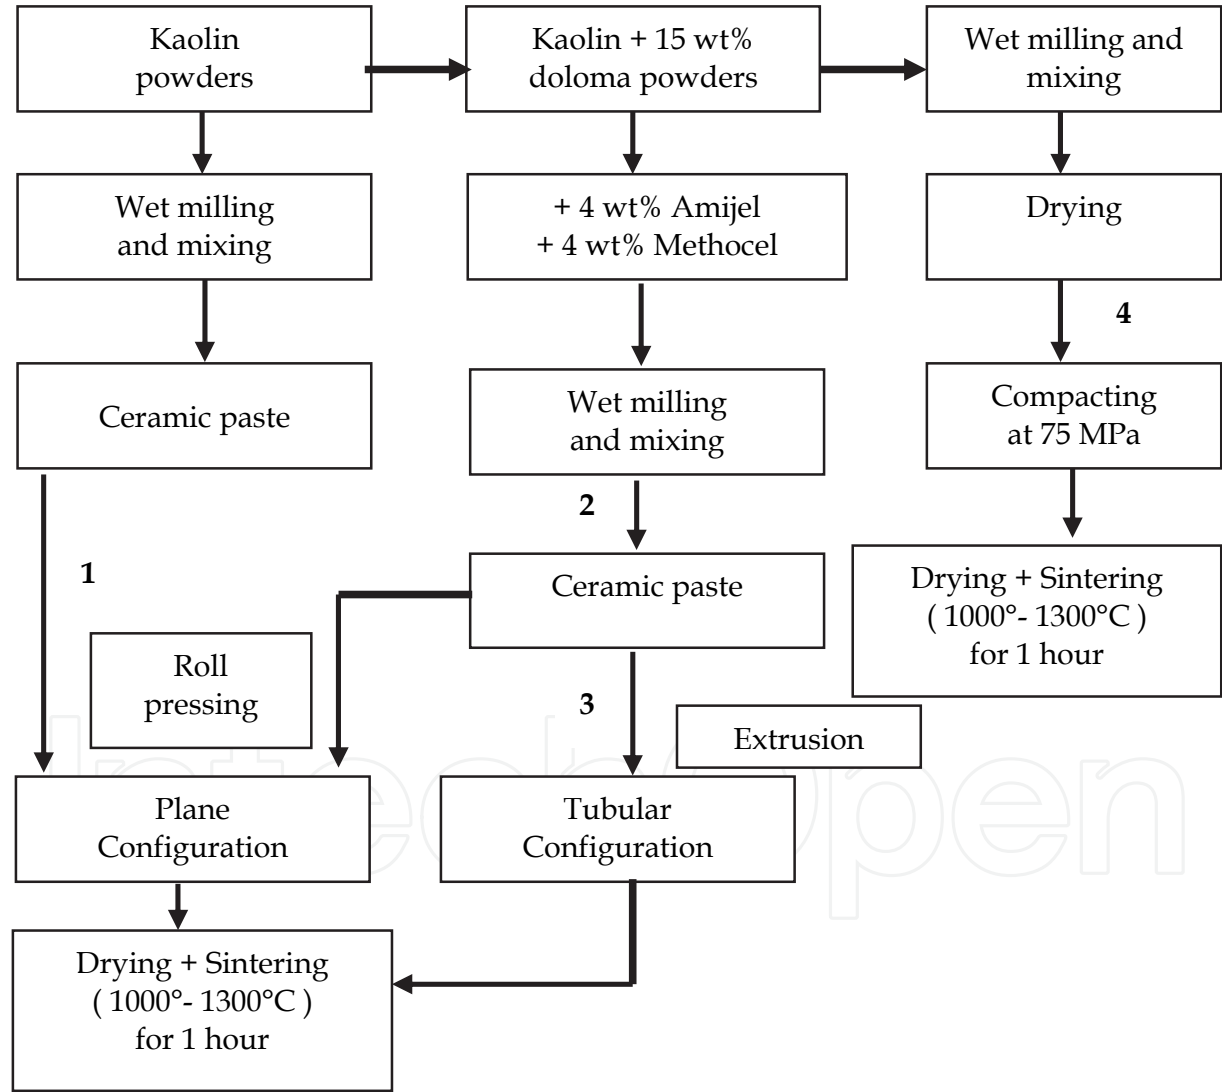 Kaolin
powders
Kaolin + 15 wt%
doloma powders
Wet milling and
mixing
Wet milling
and mixing
+ 4 wt% Amijel
+ 4 wt% Methocel
Drying
4
Ceramic paste
Wet milling
and mixing
Compacting
at 75 MPa
2
1
Ceramic paste
Drying + Sintering
( 1000°- 1300°C )
for 1 hour
Roll
pressing
3
Extrusion
Plane
Configuration
Tubular
Configuration
Drying + Sintering
( 1000°- 1300°C )
for 1 hour
IntechOpen